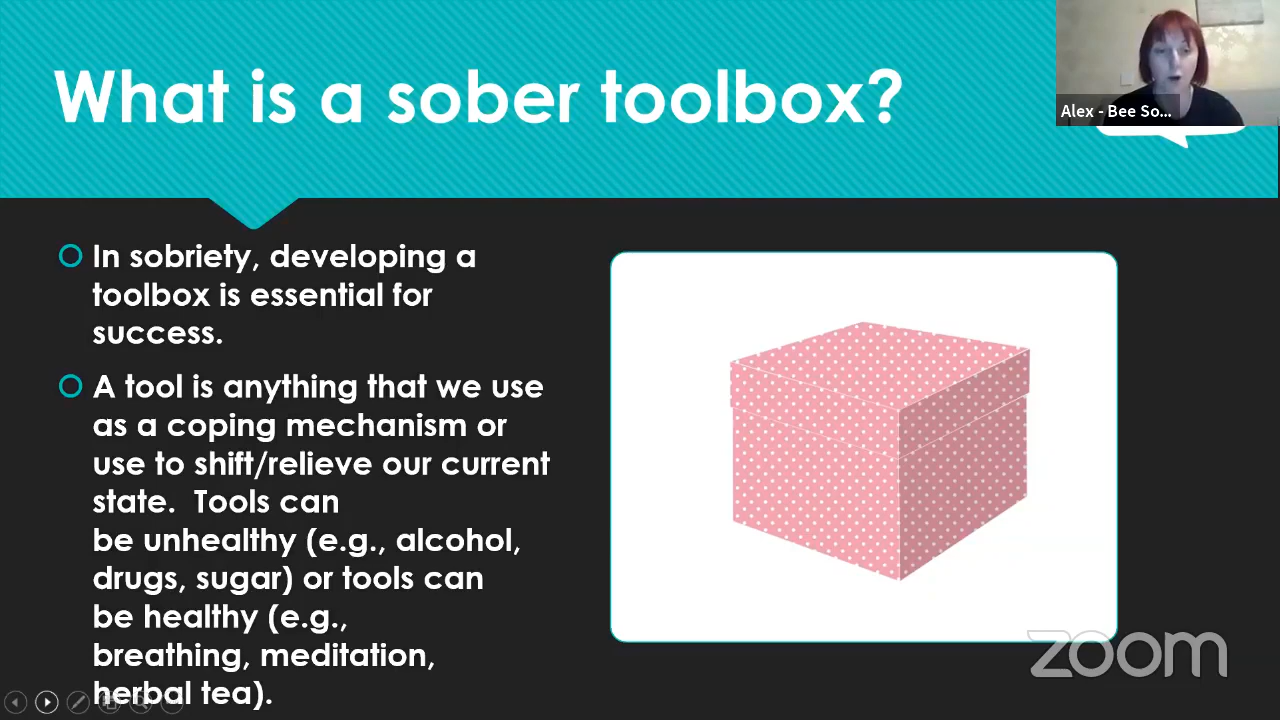 What is a sober toolbox?
Alex - Bee So...
In sobriety, developing a
toolbox is essential for
success.
A tool is anything that we use
as a coping mechanism or
use to shift/relieve our current
state.  Tools can
be unhealthy (e.g., alcohol,
drugs, sugar) or tools can
be healthy (e.g.,
breathing, meditation,
herbal tea).
zoom